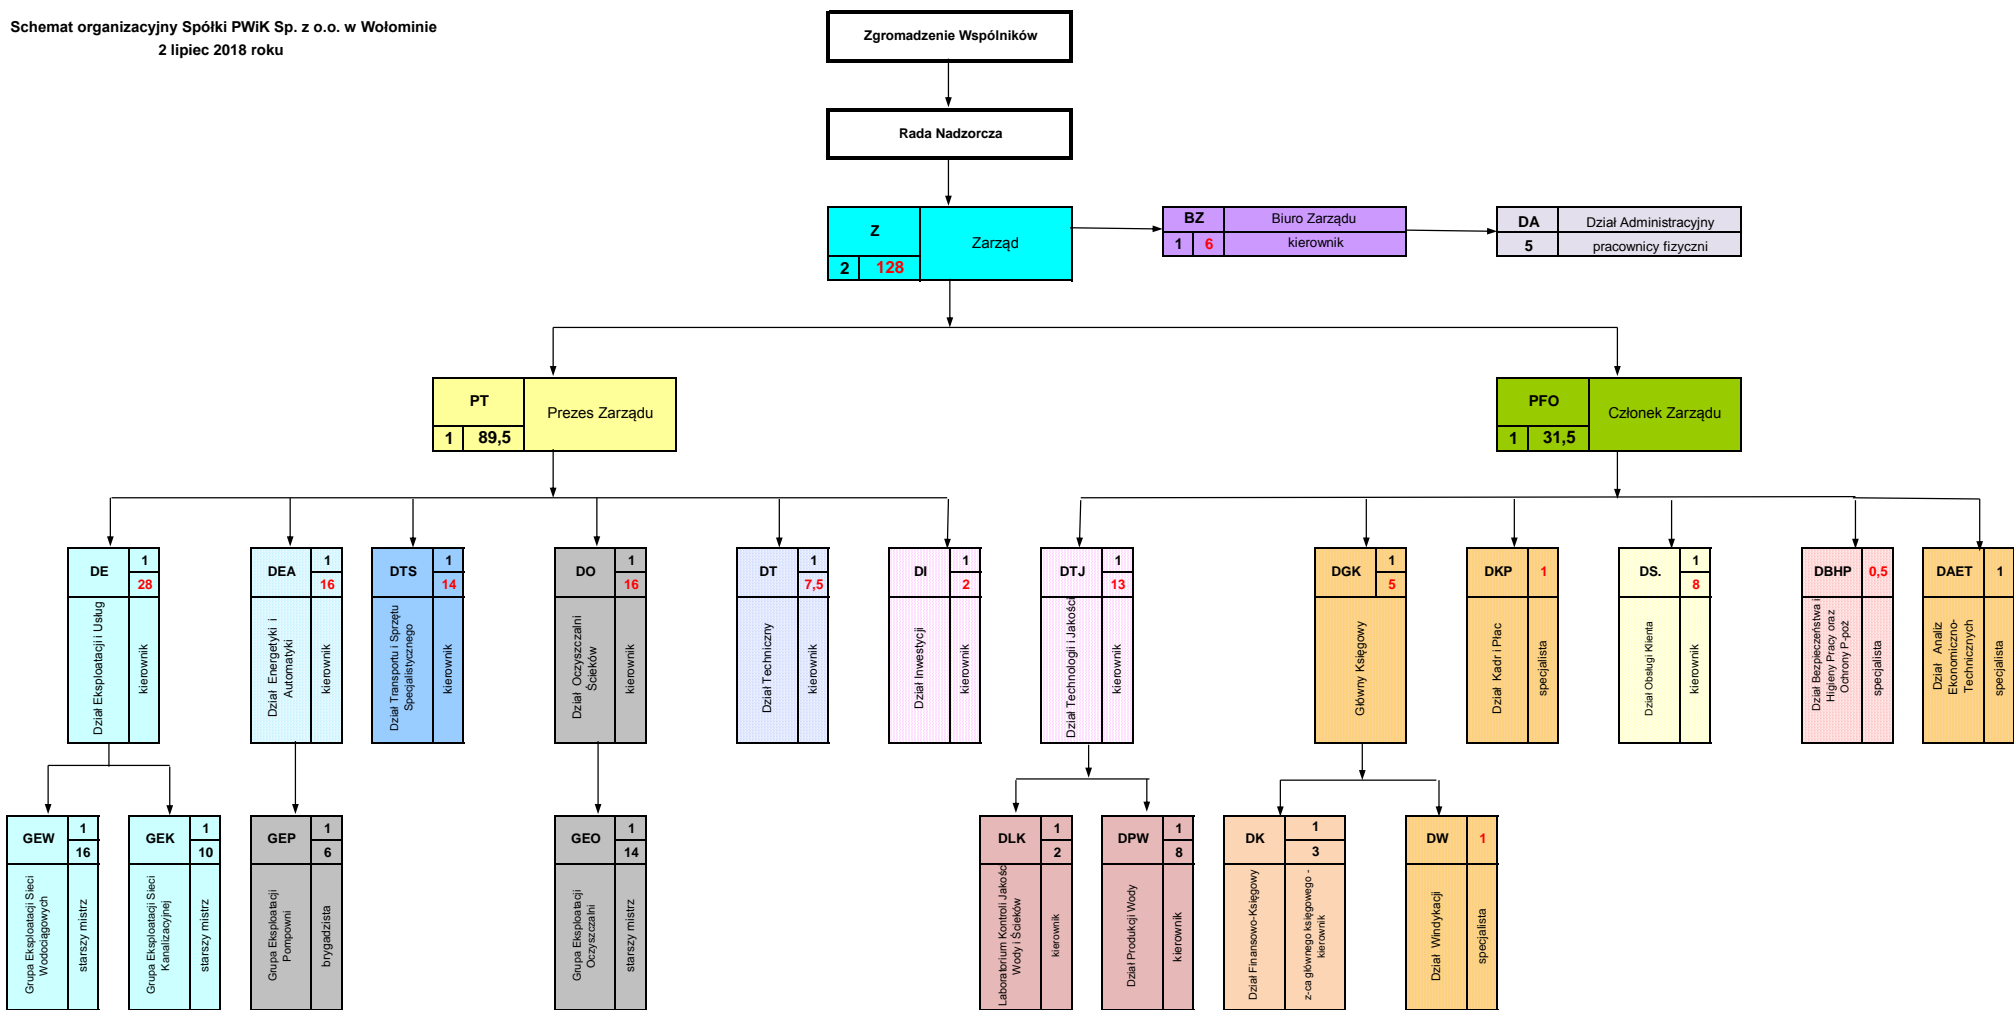 Schemat organizacyjny Spółki PWiK Sp. z o.o. w Wołominie
2 lipiec 2018 roku
Zgromadzenie Wspólników
Rada Nadzorcza
Z
Zarząd
2 128
BZ Biuro Zarządu
1 6 kierownik
DA Dział Administracyjny
5 pracownicy fizyczni
PT
Prezes Zarządu
1 89,5
PFO
Członek Zarządu
1 31,5
DE 1
28
Dział Eksploatacji i Usług
kierownik
DEA 1
16
Dział Energetyki i
Automatyki
kierownik
DTS 1
14
Dział Transportu i Sprzętu
Specjalistycznego
kierownik
DO 1
16
Dział Oczyszczalni
Ścieków
kierownik
DT 1
7,5
Dział Techniczny
kierownik
DI 1
2
Dział Inwestycji
kierownik
DTJ 1
13
Dział Technologii i Jakości
kierownik
DGK 1
5
Główny Księgowy
DKP 1
Dział Kadr i Płac
specjalista
DS. 1
8
Dział Obsługi Klienta
kierownik
DBHP 0,5
Dział Bezpieczeństwa i
Higieny Pracy oraz
Ochrony P-poż
specjalista
DAET 1
Dział Analiz
Ekonomiczno-
Technicznych
specjalista
GEW 1
16
Grupa Eksploatacji Sieci
Wodociągowych
starszy mistrz
GEK 1
10
Grupa Eksploatacji Sieci
Kanalizacyjnej
starszy mistrz
GEP 1
6
Grupa Eksploatacji
Pompowni
brygadzista
GEO 1
14
Grupa Eksploatacji
Oczyszczalni
starszy mistrz
DLK 1
2
Laboratorium Kontroli Jakości
Wody i Ścieków
kierownik
DPW 1
8
Dział Produkcji Wody
kierownik
DK 1
3
Dział Finansowo-Księgowy
z-ca głównego księgowego -
kierownik
DW 1
Dział Windykacji
specjalista